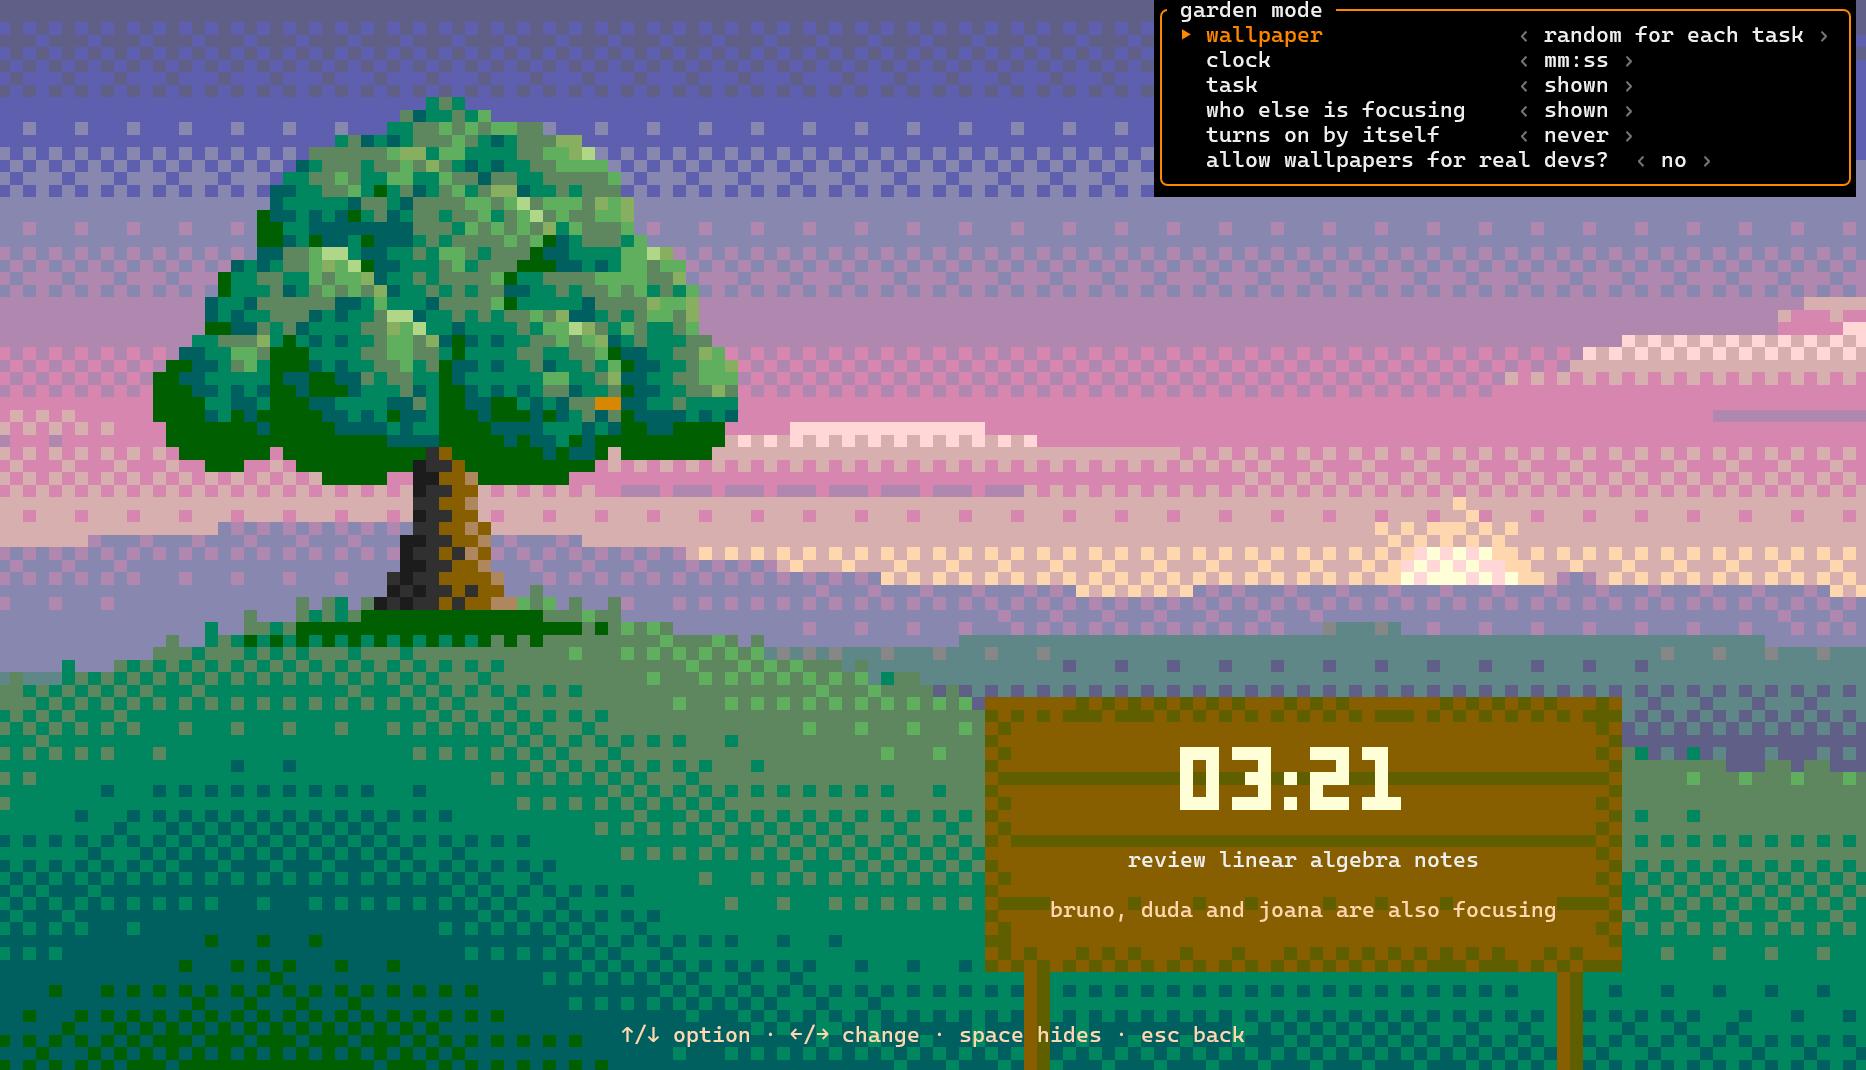 garden mode
▶ wallpaper ‹ random for each task ›
clock ‹ mm:ss ›
task ‹ shown ›
who else is focusing ‹ shown ›
turns on by itself ‹ never ›
allow wallpapers for real devs? ‹ no ›
03:21
review linear algebra notes
bruno, duda and joana are also focusing
↑/↓ option · ←/→ change · space hides · esc back